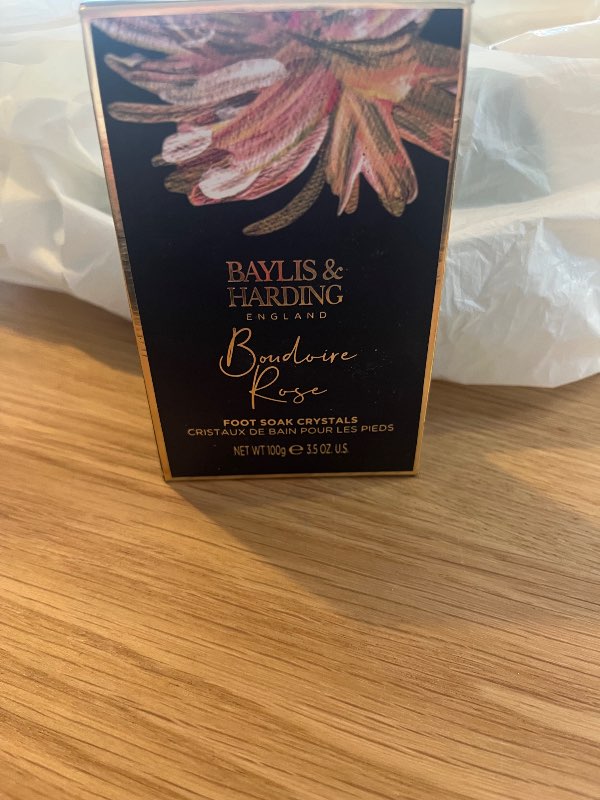 BAYLIS &
HARDING
ENGLAND
Boudoire
Rose
FOOT SOAK CRYSTALS
CRISTAUX DE BAIN POUR LES PIEDS
NET WT 100g ℮ 3.5 OZ. U.S.